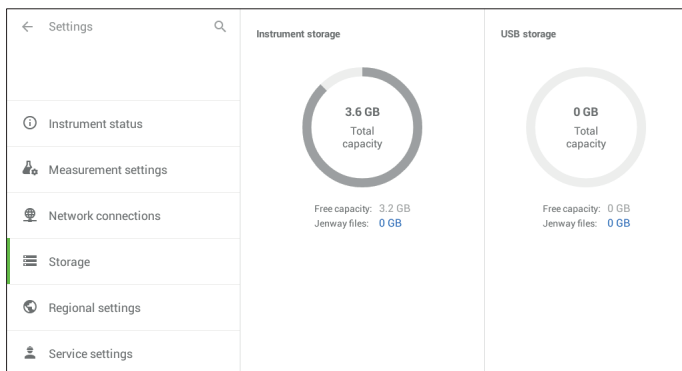 Settings
Instrument status
Measurement settings
Network connections
Storage
Regional settings
Service settings
Instrument storage
3.6 GB
Total
capacity
Free capacity: 3.2 GB
Jenway files: 0 GB
USB storage
0 GB
Total
capacity
Free capacity: 0 GB
Jenway files: 0 GB